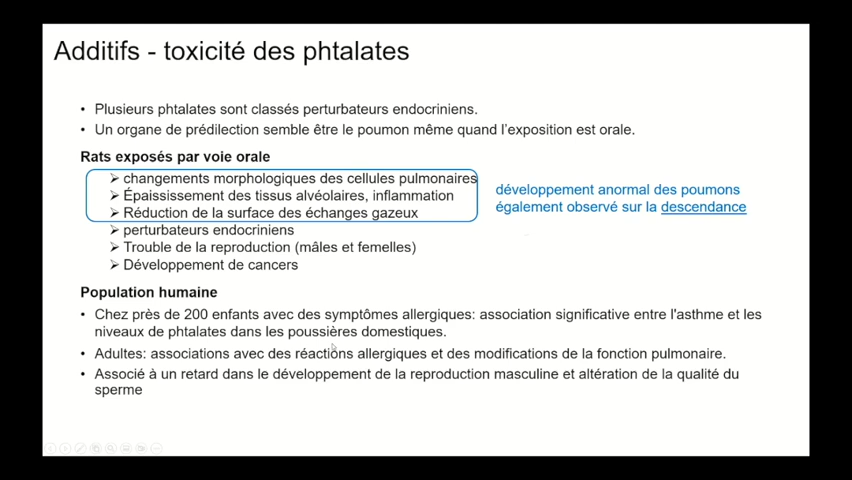 Additifs - toxicité des phtalates
• Plusieurs phtalates sont classés perturbateurs endocriniens.
• Un organe de prédilection semble être le poumon même quand l'exposition est orale.
Rats exposés par voie orale
➢ changements morphologiques des cellules pulmonaires
➢ Épaississement des tissus alvéolaires, inflammation
➢ Réduction de la surface des échanges gazeux
développement anormal des poumons
également observé sur la descendance
➢ perturbateurs endocriniens
➢ Trouble de la reproduction (mâles et femelles)
➢ Développement de cancers
Population humaine
• Chez près de 200 enfants avec des symptômes allergiques: association significative entre l'asthme et les
niveaux de phtalates dans les poussières domestiques.
• Adultes: associations avec des réactions allergiques et des modifications de la fonction pulmonaire.
• Associé à un retard dans le développement de la reproduction masculine et altération de la qualité du
sperme